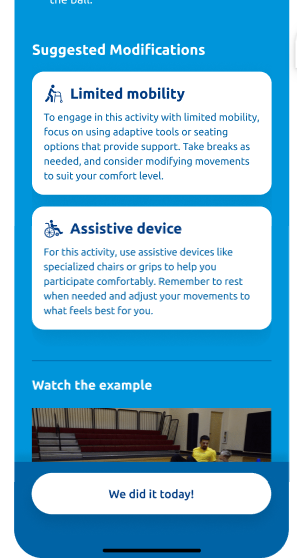 the ball.
Suggested Modifications
Limited mobility
To engage in this activity with limited mobility,
focus on using adaptive tools or seating
options that provide support. Take breaks as
needed, and consider modifying movements
to suit your comfort level.
Assistive device
For this activity, use assistive devices like
specialized chairs or grips to help you
participate comfortably. Remember to rest
when needed and adjust your movements to
what feels best for you.
Watch the example
We did it today!